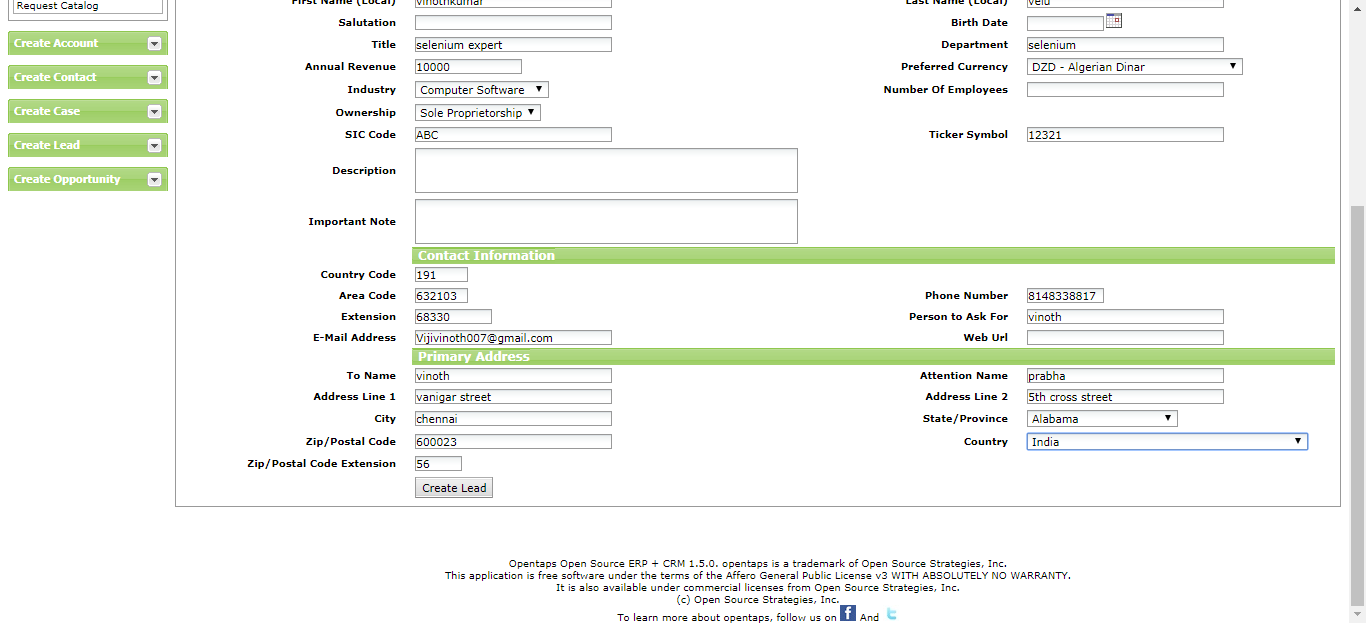 Request Catalog
First Name (Local) vinothkumar Last Name (Local) velu
Salutation Birth Date
Create Account Title selenium expert Department selenium
Annual Revenue 10000 Preferred Currency DZD - Algerian Dinar
Create Contact
Industry Computer Software Number Of Employees
Create Case Ownership Sole Proprietorship
SIC Code ABC Ticker Symbol 12321
Create Lead
Description
Create Opportunity
Important Note
Contact Information
Country Code 191
Area Code 632103 Phone Number 8148338817
Extension 68330 Person to Ask For vinoth
E-Mail Address Vijivinoth007@gmail.com Web Url
Primary Address
To Name vinoth Attention Name prabha
Address Line 1 vanigar street Address Line 2 5th cross street
City chennai State/Province Alabama
Zip/Postal Code 600023 Country India
Zip/Postal Code Extension 56
Create Lead
Opentaps Open Source ERP + CRM 1.5.0. opentaps is a trademark of Open Source Strategies, Inc.
This application is free software under the terms of the Affero General Public License v3 WITH ABSOLUTELY NO WARRANTY.
It is also available under commercial licenses from Open Source Strategies, Inc.
(c) Open Source Strategies, Inc.
To learn more about opentaps, follow us on f And t